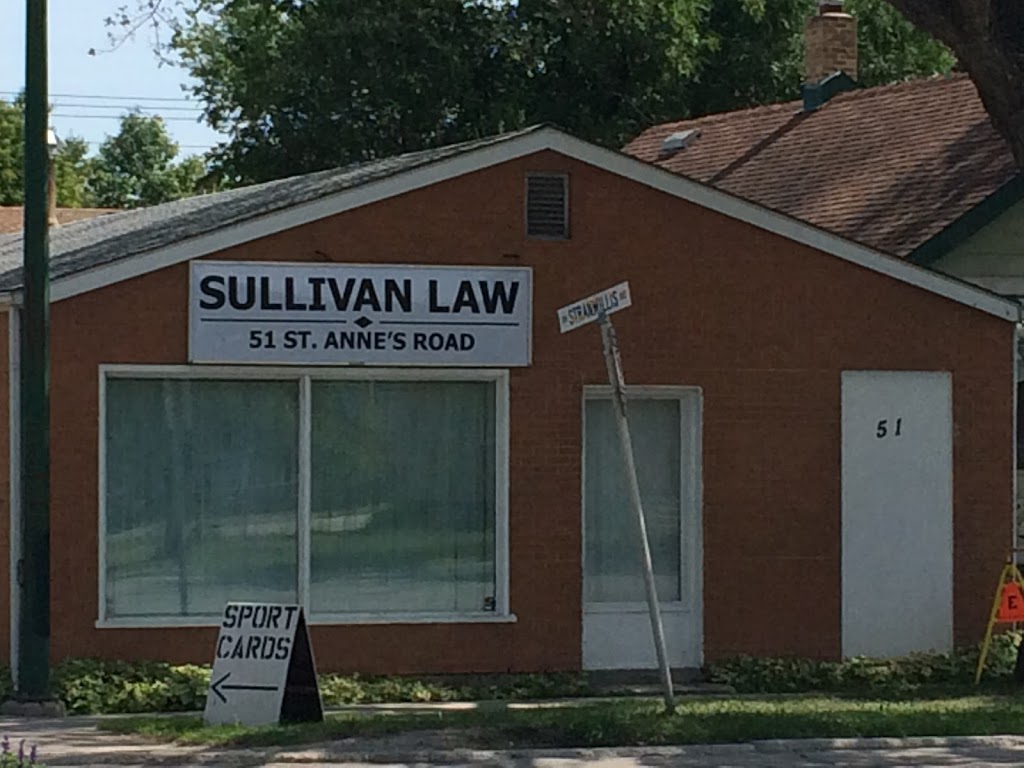 SULLIVAN LAW
51 ST. ANNE'S ROAD
STRANMILLIS
51
SPORT
CARDS
E